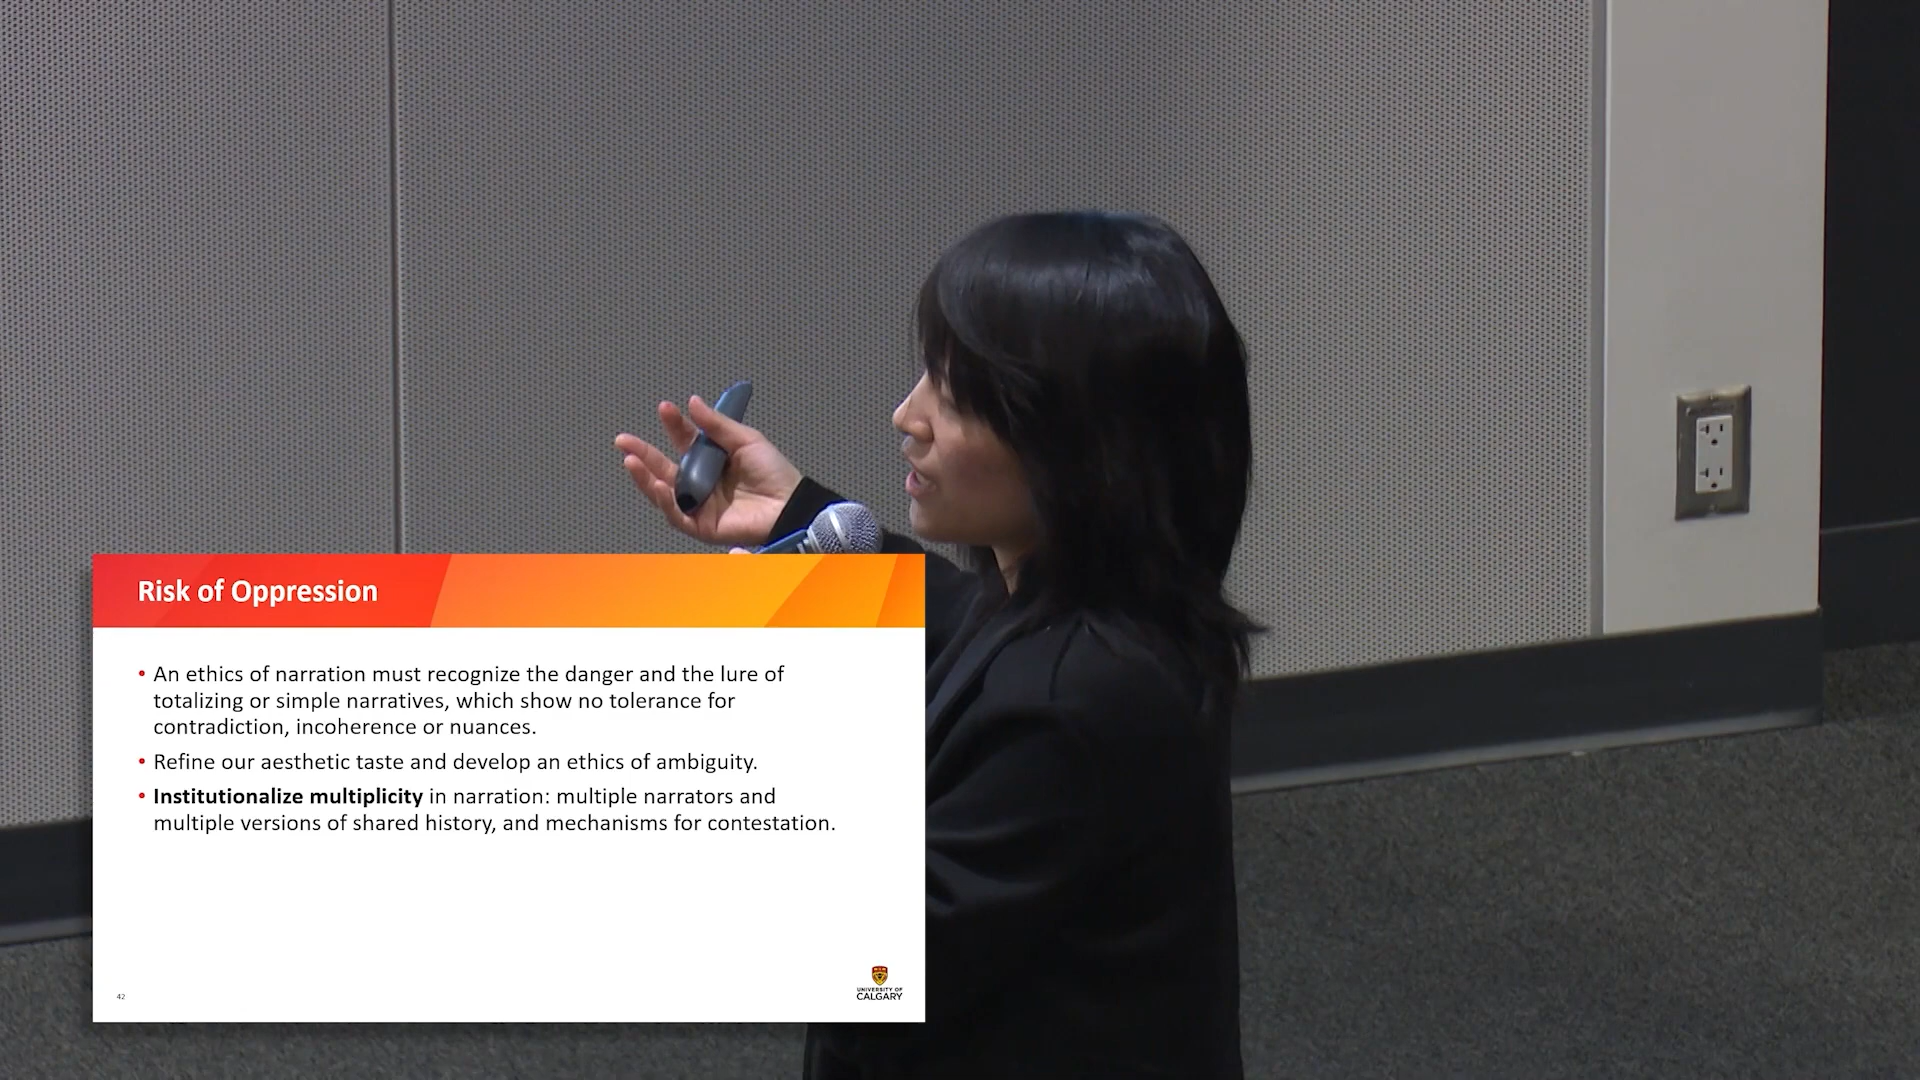 Risk of Oppression
• An ethics of narration must recognize the danger and the lure of
totalizing or simple narratives, which show no tolerance for
contradiction, incoherence or nuances.
• Refine our aesthetic taste and develop an ethics of ambiguity.
• Institutionalize multiplicity in narration: multiple narrators and
multiple versions of shared history, and mechanisms for contestation.
42
UNIVERSITY OF
CALGARY